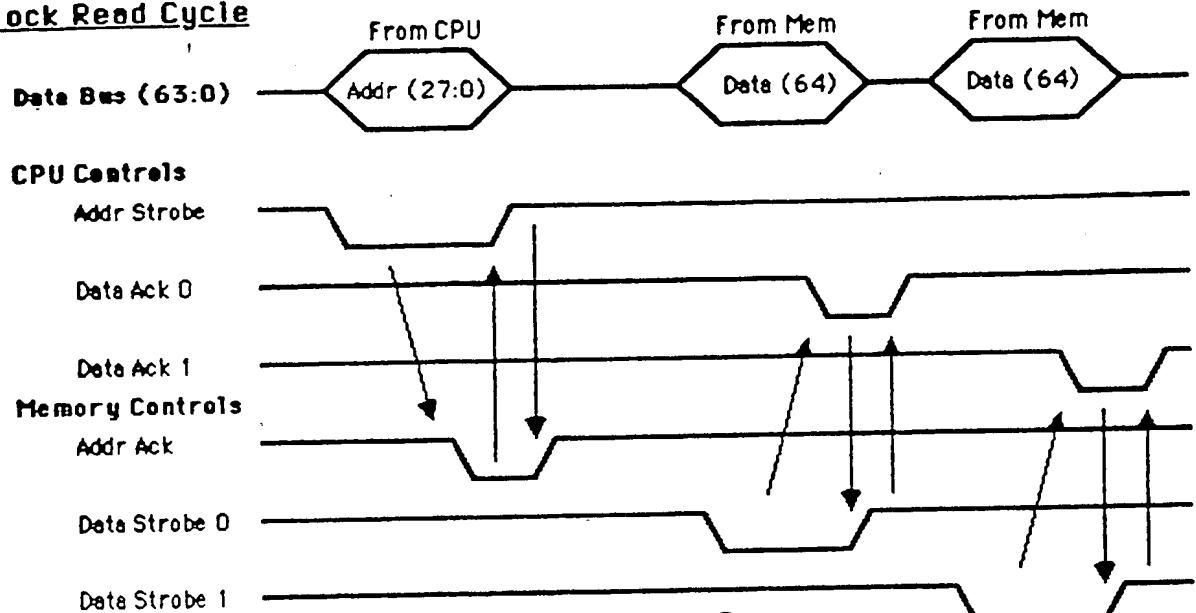 ock Read Cycle
From CPU
From Mem
From Mem
Data Bus (63:0)
Addr (27:0)
Data (64)
Data (64)
CPU Controls
Addr Strobe
Data Ack 0
Data Ack 1
Memory Controls
Addr Ack
Data Strobe 0
Data Strobe 1